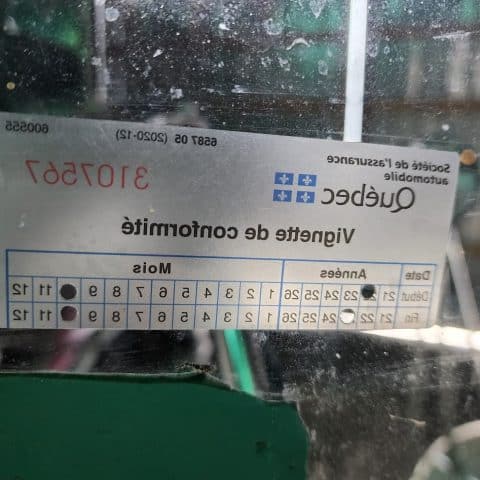 Société de l'assurance
automobile
Québec
6587 05 (2020-12)
600555
3107567
Vignette de conformité
Date Années Mois
Début 21 23 24 25 26 1 2 3 4 5 6 7 8 9 11 12
Fin 21 22 24 25 26 1 2 3 4 5 6 7 8 9 11 12